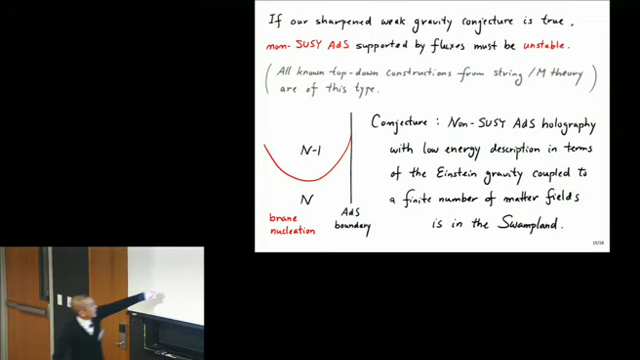 If our sharpened weak gravity conjecture is true,
non-SUSY AdS supported by fluxes must be unstable.
(All known top-down constructions from string/M theory
are of this type.)
Conjecture : Non-SUSY AdS holography
with low energy description in terms
of the Einstein gravity coupled to
a finite number of matter fields
is in the Swampland.
N-1
N
brane
nucleation
AdS
boundary
15/18